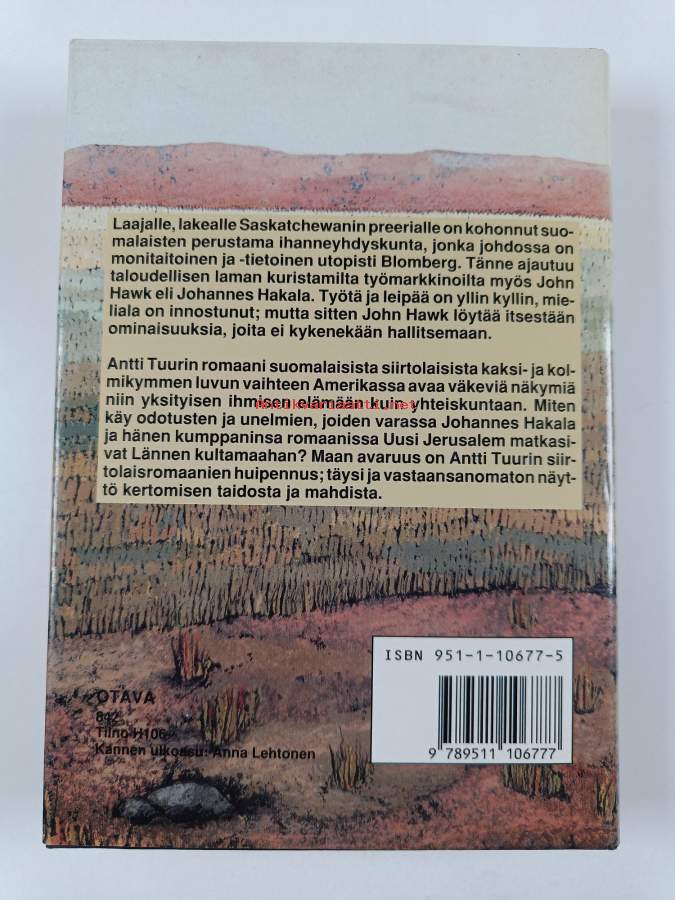 Laajalle, lakealle Saskatchewanin preerialle on kohonnut suo-
malaisten perustama ihanneyhdyskunta, jonka johdossa on
monitaitoinen ja -tietoinen utopisti Blomberg. Tänne ajautuu
taloudellisen laman kuristamilta työmarkkinoilta myös John
Hawk eli Johannes Hakala. Työtä ja leipää on yllin kyllin, mie-
liala on innostunut; mutta sitten John Hawk löytää itsestään
ominaisuuksia, joita ei kykenekään hallitsemaan.
Antti Tuurin romaani suomalaisista siirtolaisista kaksi- ja kol-
mikymmen luvun vaihteen Amerikassa avaa väkeviä näkymiä
niin yksityisen ihmisen elämään kuin yhteiskuntaan. Miten
käy odotusten ja unelmien, joiden varassa Johannes Hakala
ja hänen kumppaninsa romaanissa Uusi Jerusalem matkasi-
vat Lännen kultamaahan? Maan avaruus on Antti Tuurin siir-
tolaisromaanien huipennus; täysi ja vastaansanomaton näyt-
tö kertomisen taidosta ja mahdista.
ISBN 951-1-10677-5
9 789511 106777
OTAVA
842
Tiino H106
Kannen ulkoasu: Anna Lehtonen